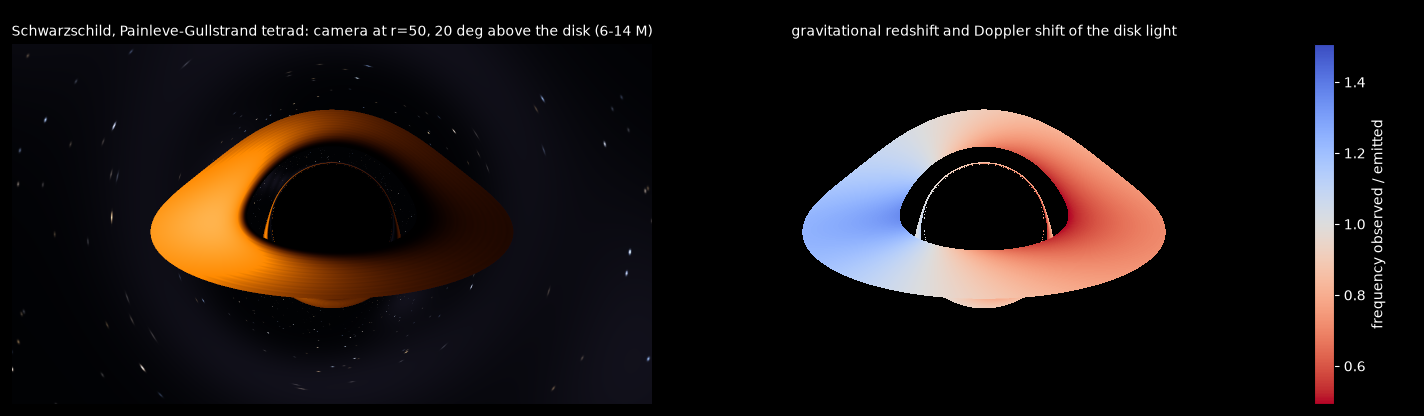 Schwarzschild, Painleve-Gullstrand tetrad: camera at r=50, 20 deg above the disk (6-14 M)
gravitational redshift and Doppler shift of the disk light
1.4
1.2
1.0
0.8
0.6
frequency observed / emitted